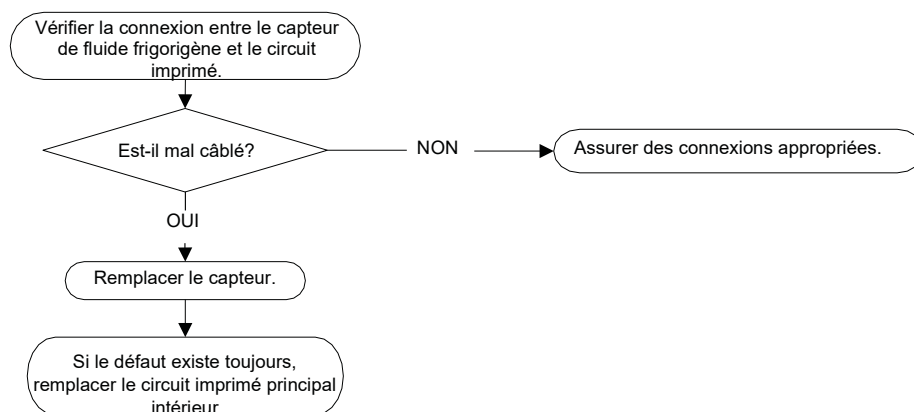 Vérifier la connexion entre le capteur
de fluide frigorigène et le circuit
imprimé.
Est-il mal câblé?
NON
Assurer des connexions appropriées.
OUI
Remplacer le capteur.
Si le défaut existe toujours,
remplacer le circuit imprimé principal
intérieur